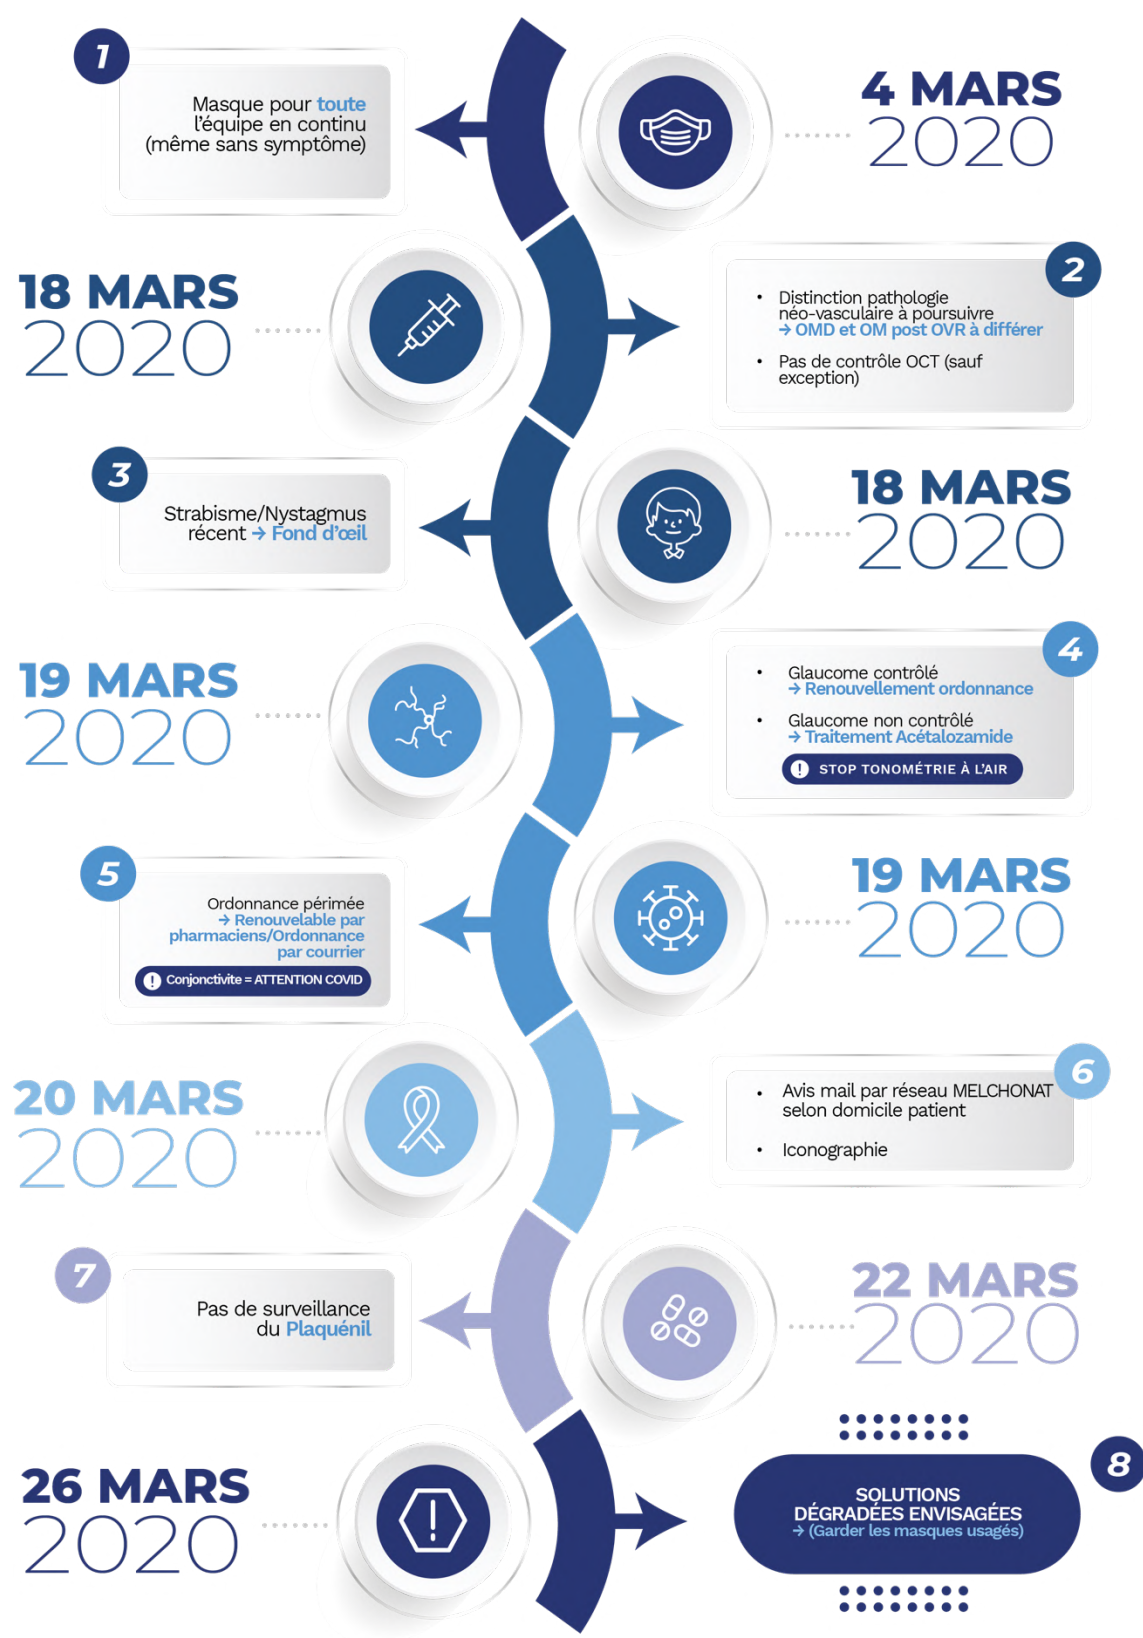 1
Masque pour toute
l'équipe en continu
(même sans symptôme)
4 MARS
2020
18 MARS
2020
2
• Distinction pathologie
néo-vasculaire à poursuivre
→ OMD et OM post OVR à différer
• Pas de contrôle OCT (sauf
exception)
3
Strabisme/Nystagmus
récent → Fond d'œil
18 MARS
2020
19 MARS
2020
4
• Glaucome contrôlé
→ Renouvellement ordonnance
• Glaucome non contrôlé
→ Traitement Acétalozamide
! STOP TONOMÉTRIE À L'AIR
5
Ordonnance périmée
→ Renouvelable par
pharmaciens/Ordonnance
par courrier
! Conjonctivite = ATTENTION COVID
19 MARS
2020
20 MARS
2020
6
• Avis mail par réseau MELCHONAT
selon domicile patient
• Iconographie
7
Pas de surveillance
du Plaquénil
22 MARS
2020
26 MARS
2020
8
SOLUTIONS
DÉGRADÉES ENVISAGÉES
→ (Garder les masques usagés)